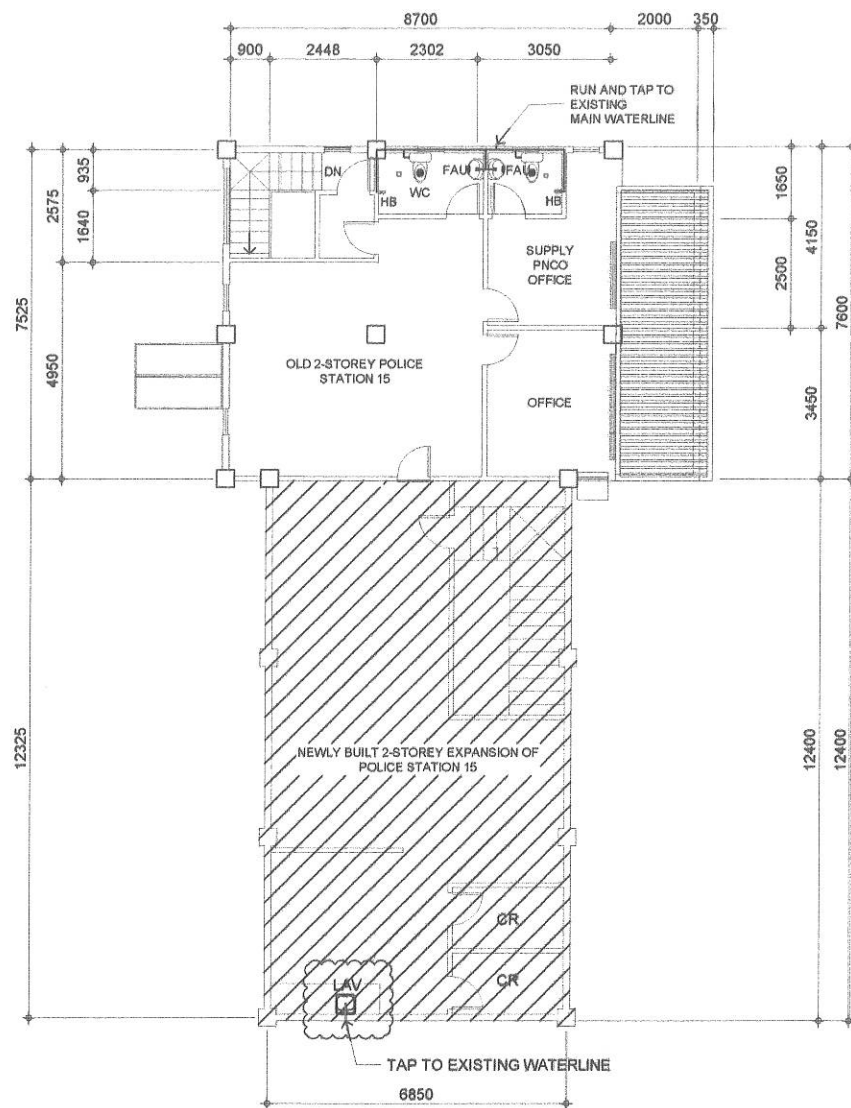 8700
2000
350
900
2448
2302
3050
RUN AND TAP TO
EXISTING
MAIN WATERLINE
DN
FAU
FAU
WC
HB
HB
935
2575
1640
1650
4150
2500
7525
7600
4950
3450
SUPPLY
PNCO
OFFICE
OLD 2-STOREY POLICE
STATION 15
OFFICE
12325
12400
12400
NEWLY BUILT 2-STOREY EXPANSION OF
POLICE STATION 15
CR
CR
LAV
TAP TO EXISTING WATERLINE
6850